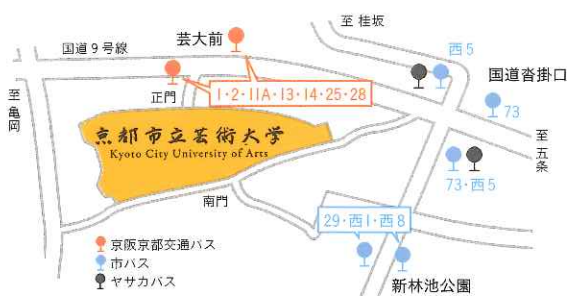 至 桂坂
芸大前
国道9号線
西5
国道沓掛口
至亀岡
正門
1・2・11A・13・14・25・28
73
京都市立芸術大学
Kyoto City University of Arts
至五条
73・西5
南門
29・西1・西8
京阪京都交通バス
市バス
ヤサカバス
新林池公園